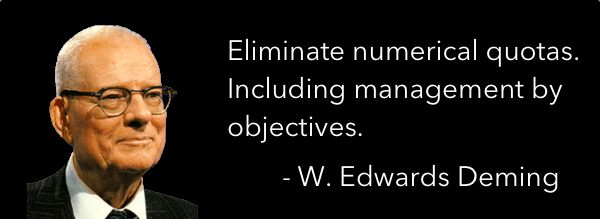 Eliminate numerical quotas.
Including management by
objectives.
- W. Edwards Deming